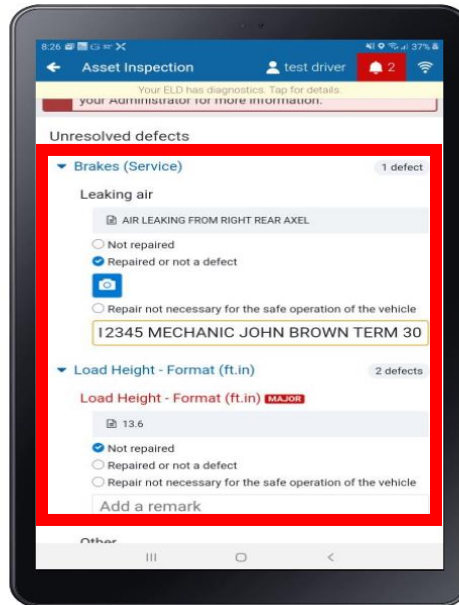 8:26
37%
Asset Inspection
test driver
2
Your ELD has diagnostics. Tap for details.
your Administrator for more information.
Unresolved defects
Brakes (Service)
1 defect
Leaking air
AIR LEAKING FROM RIGHT REAR AXEL
Not repaired
Repaired or not a defect
Repair not necessary for the safe operation of the vehicle
12345 MECHANIC JOHN BROWN TERM 30
Load Height - Format (ft.in)
2 defects
Load Height - Format (ft.in) MAJOR
13.6
Not repaired
Repaired or not a defect
Repair not necessary for the safe operation of the vehicle
Add a remark
Other